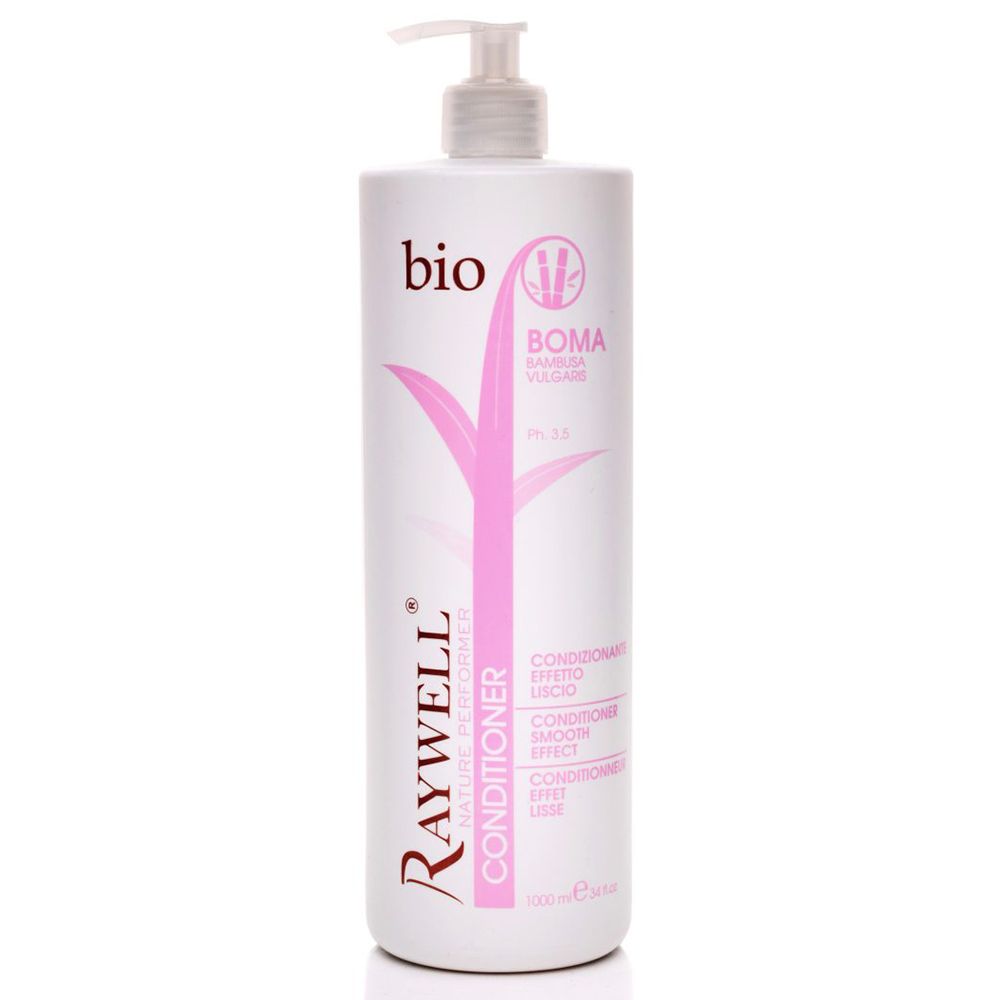 bio
BOMA
BAMBUSA
VULGARIS
Ph. 3,5
RAYWELL®
NATURE PERFORMER
CONDITIONER
CONDIZIONANTE
EFFETTO
LISCIO
CONDITIONER
SMOOTH
EFFECT
CONDITIONNEUR
EFFET
LISSE
1000 ml e 34 fl.oz